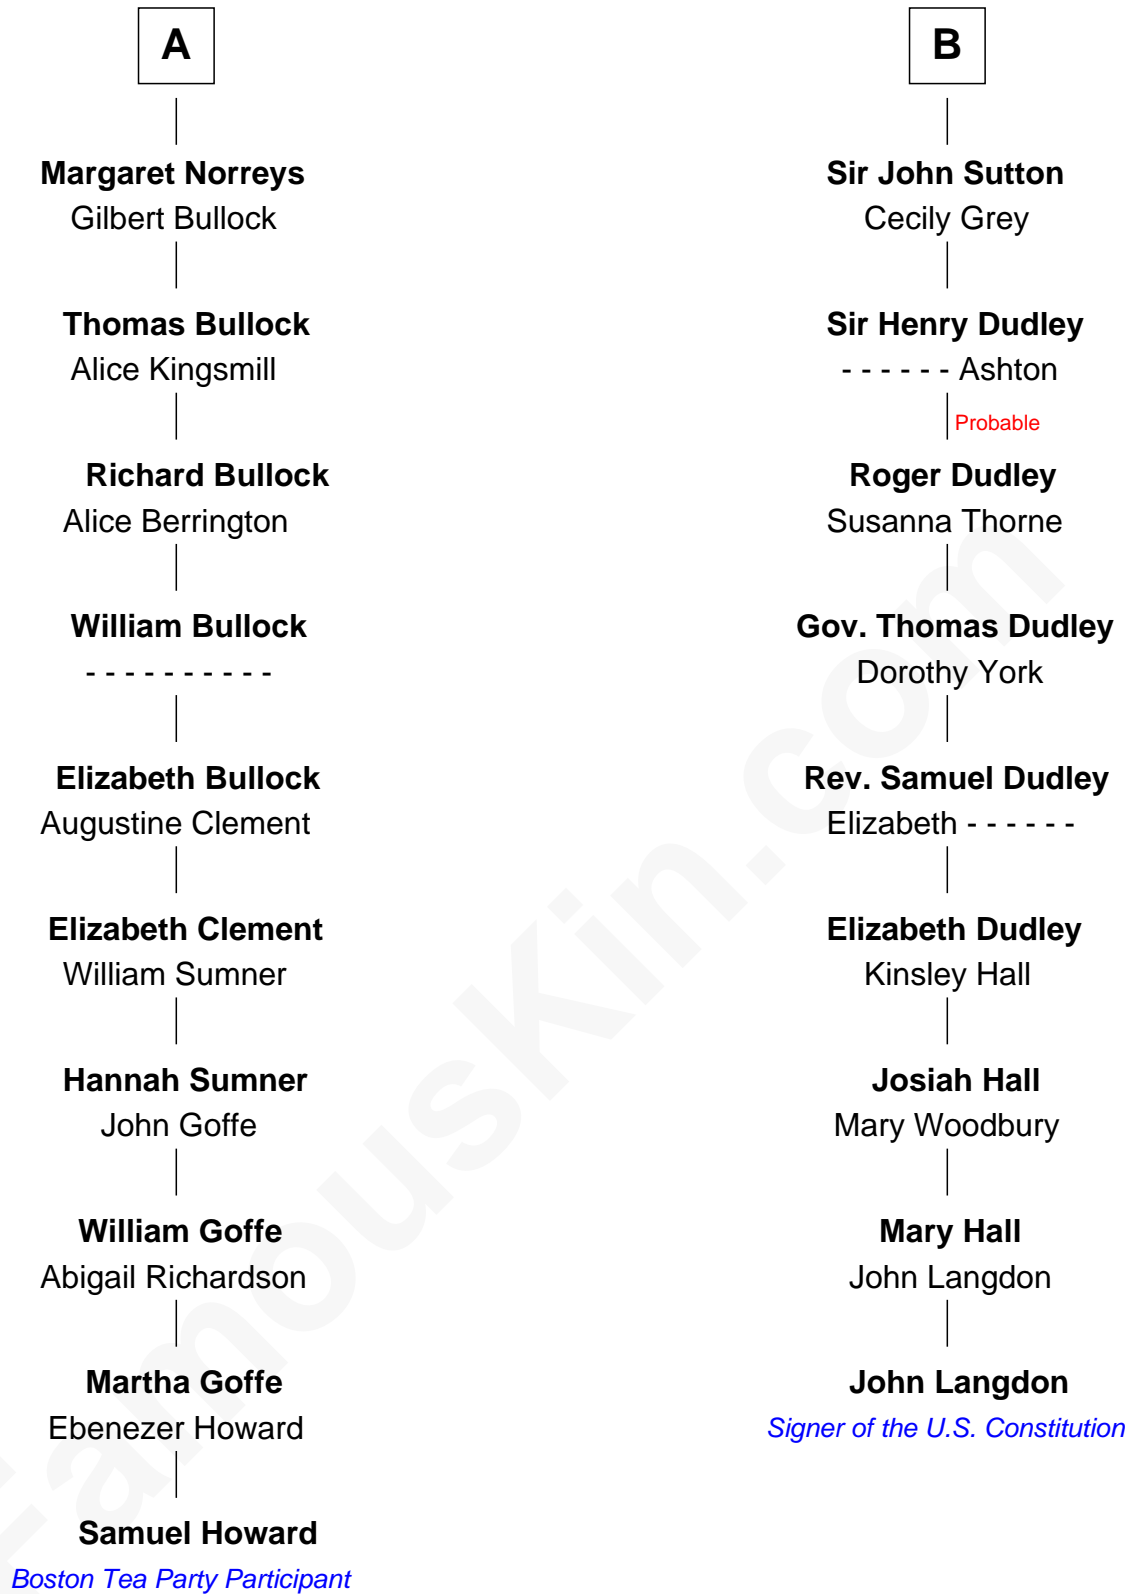 A
Margaret Norreys
Gilbert Bullock
Thomas Bullock
Alice Kingsmill
Richard Bullock
Alice Berrington
William Bullock
- - - - - - - - - -
Elizabeth Bullock
Augustine Clement
Elizabeth Clement
William Sumner
Hannah Sumner
John Goffe
William Goffe
Abigail Richardson
Martha Goffe
Ebenezer Howard
Samuel Howard
Boston Tea Party Participant
B
Sir John Sutton
Cecily Grey
Sir Henry Dudley
- - - - - - Ashton
Probable
Roger Dudley
Susanna Thorne
Gov. Thomas Dudley
Dorothy York
Rev. Samuel Dudley
Elizabeth - - - - - -
Elizabeth Dudley
Kinsley Hall
Josiah Hall
Mary Woodbury
Mary Hall
John Langdon
John Langdon
Signer of the U.S. Constitution
FamousKin.com